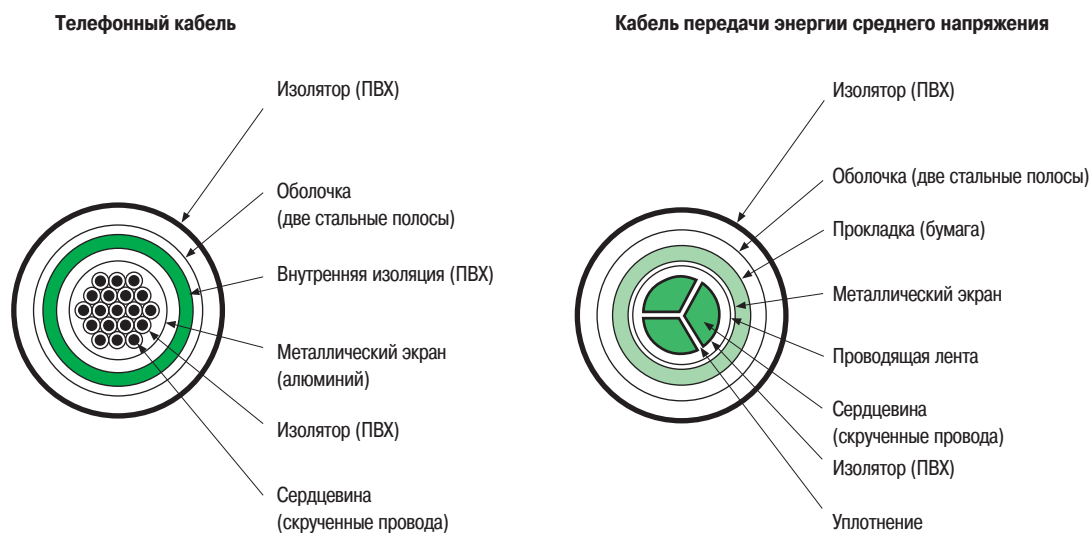 Телефонный кабель
Изолятор (ПВХ)
Оболочка
(две стальные полосы)
Внутренняя изоляция (ПВХ)
Металлический экран
(алюминий)
Изолятор (ПВХ)
Сердцевина
(скрученные провода)
Кабель передачи энергии среднего напряжения
Изолятор (ПВХ)
Оболочка (две стальные полосы)
Прокладка (бумага)
Металлический экран
Проводящая лента
Сердцевина
(скрученные провода)
Изолятор (ПВХ)
Уплотнение